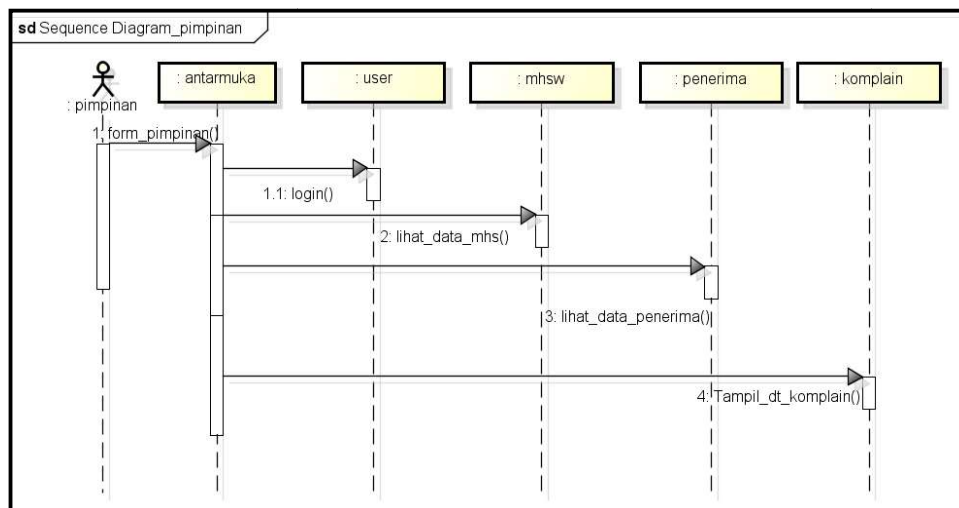 sd Sequence Diagram_pimpinan
: pimpinan
: antarmuka
: user
: mhsw
: penerima
: komplain
1: form_pimpinan()
1.1: login()
2: lihat_data_mhs()
3: lihat_data_penerima()
4: Tampil_dt_komplain()